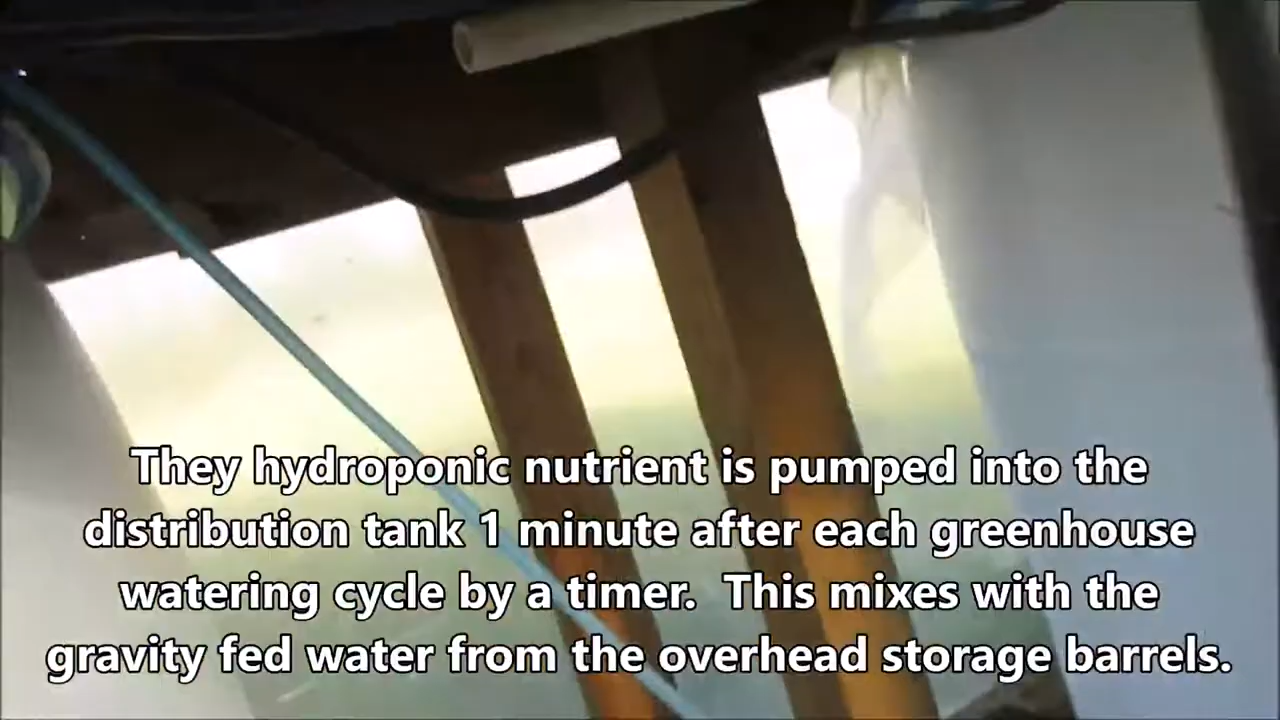 They hydroponic nutrient is pumped into the
distribution tank 1 minute after each greenhouse
watering cycle by a timer.  This mixes with the
gravity fed water from the overhead storage barrels.